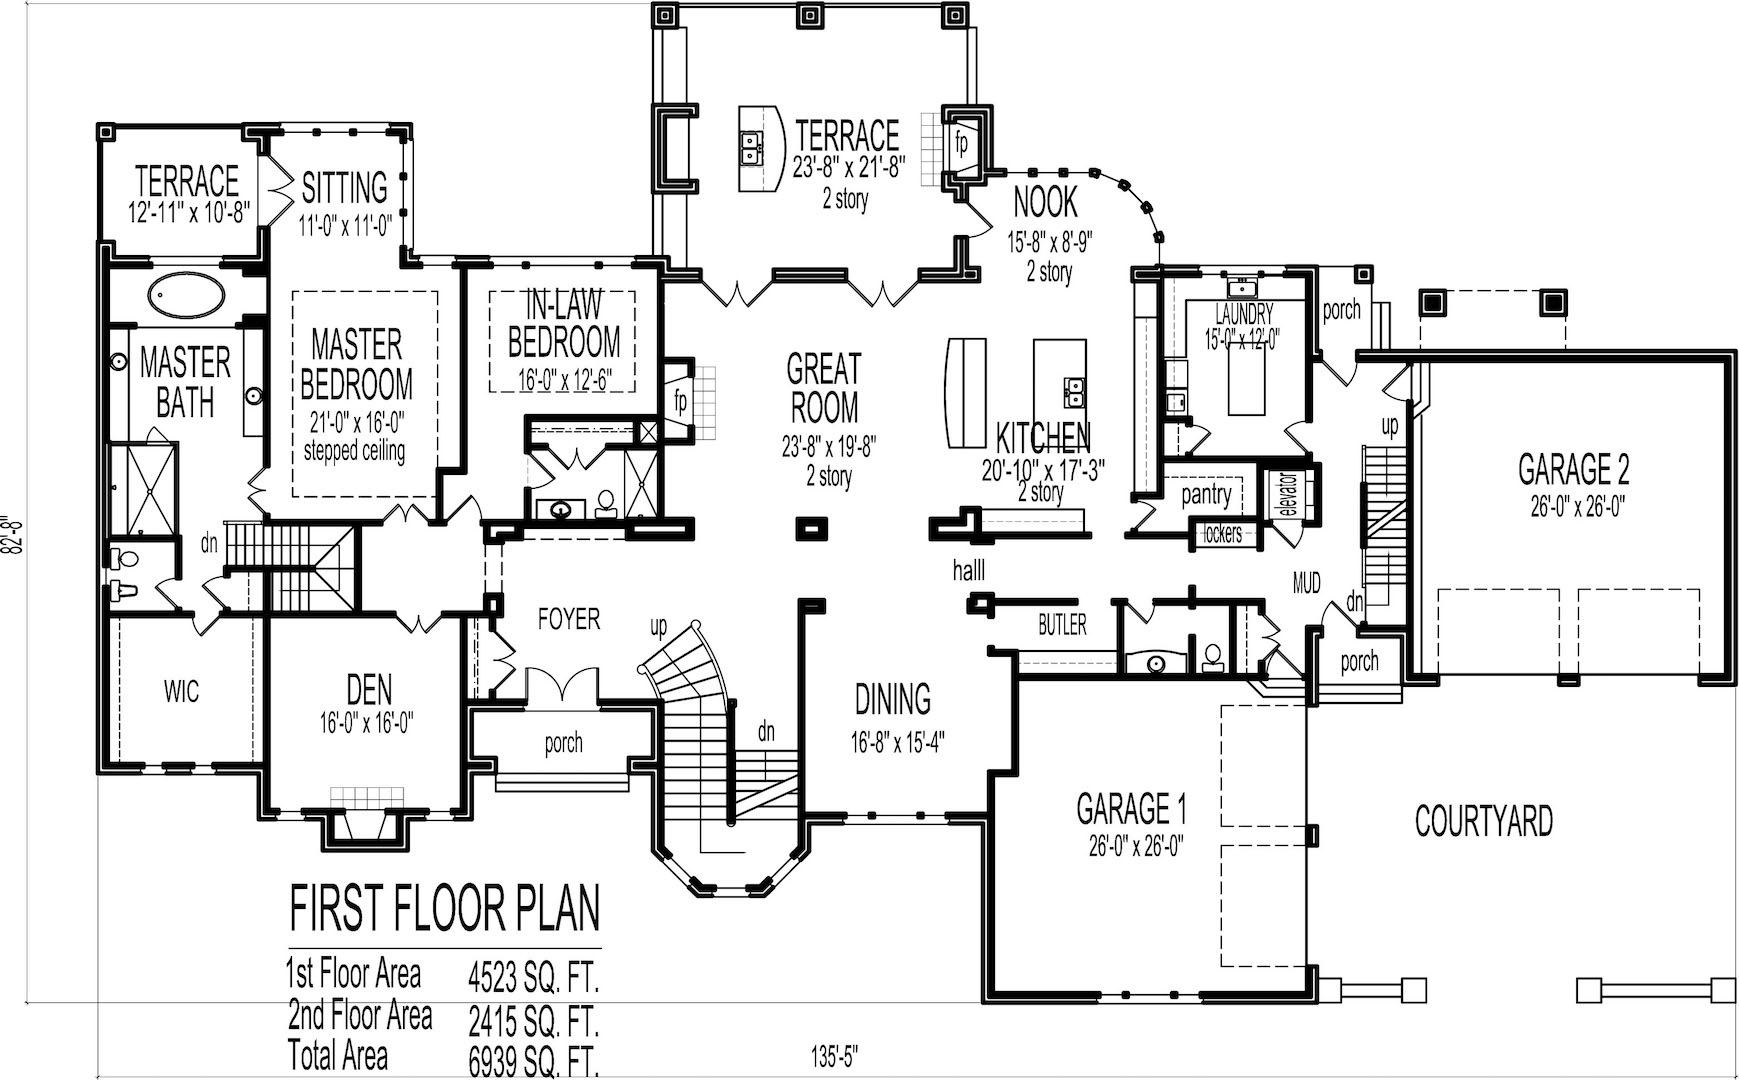 TERRACE
12'-11" x 10'-8"
SITTING
11'-0" x 11'-0"
TERRACE
23'-8" x 21'-8"
2 story
fp
NOOK
15'-8" x 8'-9"
2 story
MASTER
BATH
MASTER
BEDROOM
21'-0" x 16'-0"
stepped ceiling
IN-LAW
BEDROOM
16'-0" x 12'-6"
fp
GREAT
ROOM
23'-8" x 19'-8"
2 story
KITCHEN
20'-10" x 17'-3"
2 story
LAUNDRY
15'-0" x 12'-0"
porch
pantry
elevator
lockers
up
GARAGE 2
26'-0" x 26'-0"
82'-8"
dn
halll
MUD
dn
FOYER
up
BUTLER
porch
WIC
DEN
16'-0" x 16'-0"
porch
dn
DINING
16'-8" x 15'-4"
GARAGE 1
26'-0" x 26'-0"
COURTYARD
FIRST FLOOR PLAN
1st Floor Area 4523 SQ. FT.
2nd Floor Area 2415 SQ. FT.
Total Area 6939 SQ. FT.
135'-5"